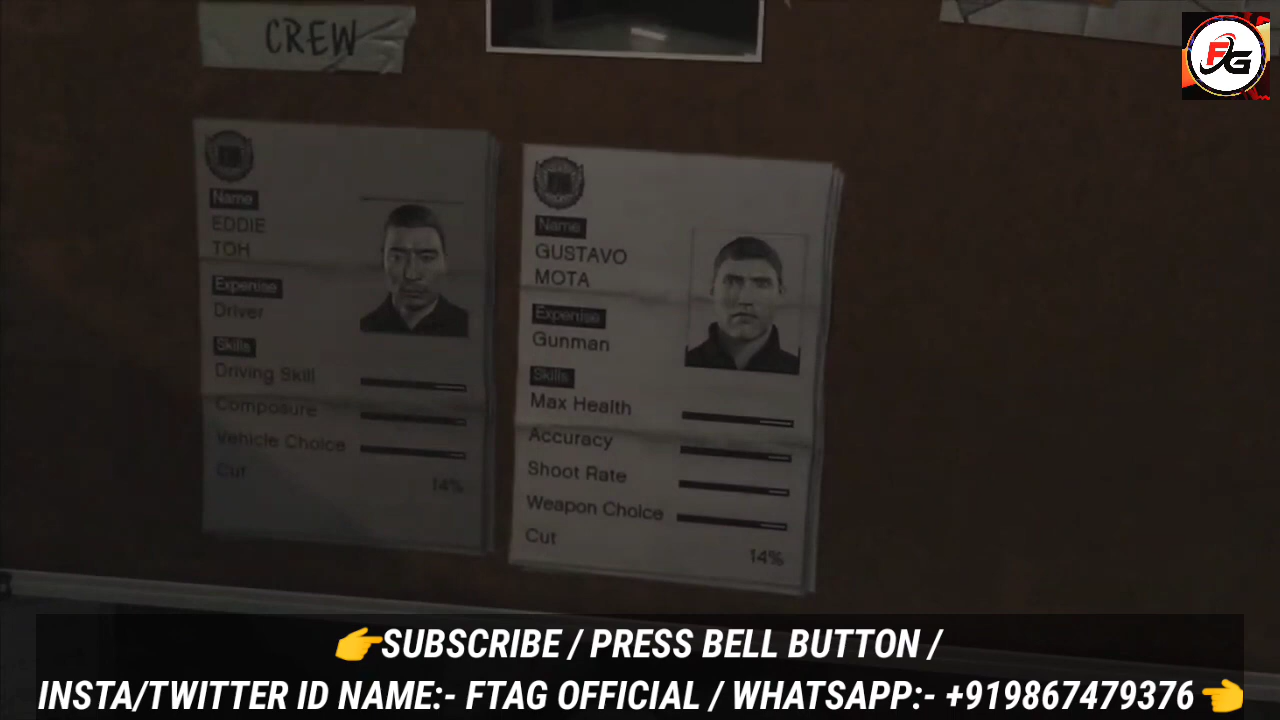 CREW
FG
Name
EDDIE
TOH
Expertise
Driver
Skills
Driving Skill
Composure
Vehicle Choice
Cut
14%
Name
GUSTAVO
MOTA
Expertise
Gunman
Skills
Max Health
Accuracy
Shoot Rate
Weapon Choice
Cut
14%
👉SUBSCRIBE / PRESS BELL BUTTON /
INSTA/TWITTER ID NAME:- FTAG OFFICIAL / WHATSAPP:- +919867479376👈